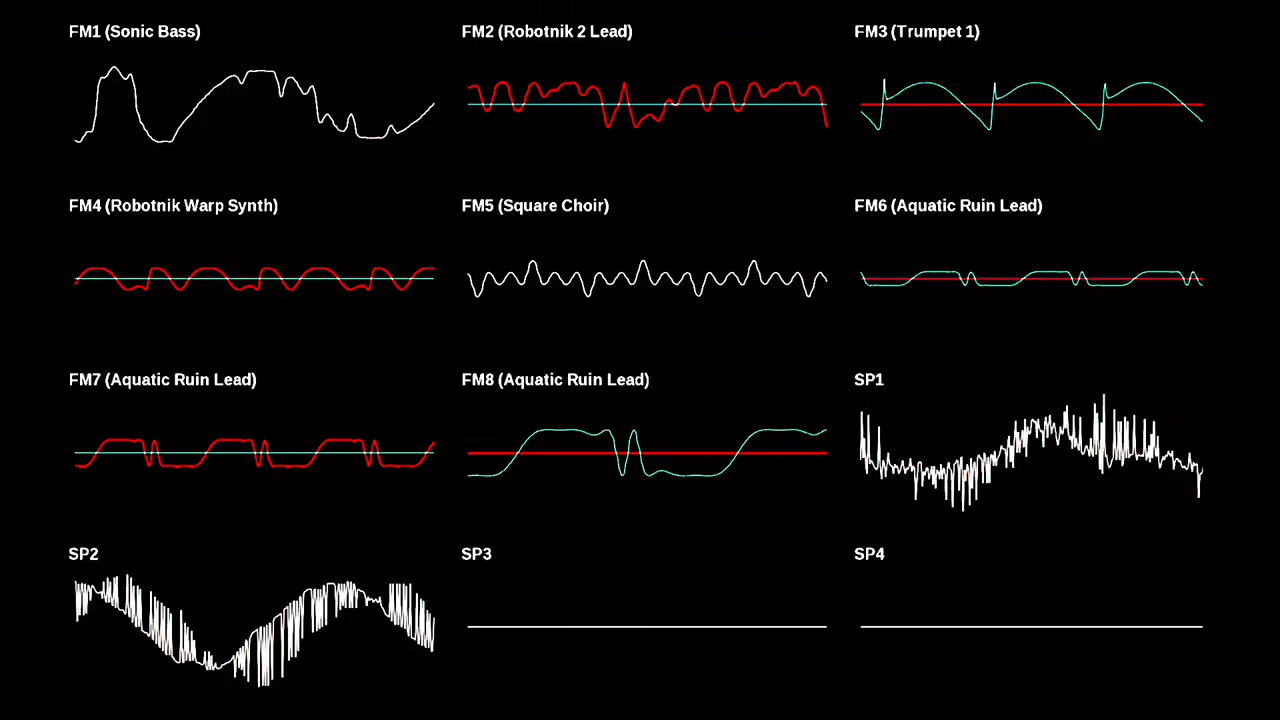 FM1 (Sonic Bass)
FM2 (Robotnik 2 Lead)
FM3 (Trumpet 1)
FM4 (Robotnik Warp Synth)
FM5 (Square Choir)
FM6 (Aquatic Ruin Lead)
FM7 (Aquatic Ruin Lead)
FM8 (Aquatic Ruin Lead)
SP1
SP2
SP3
SP4